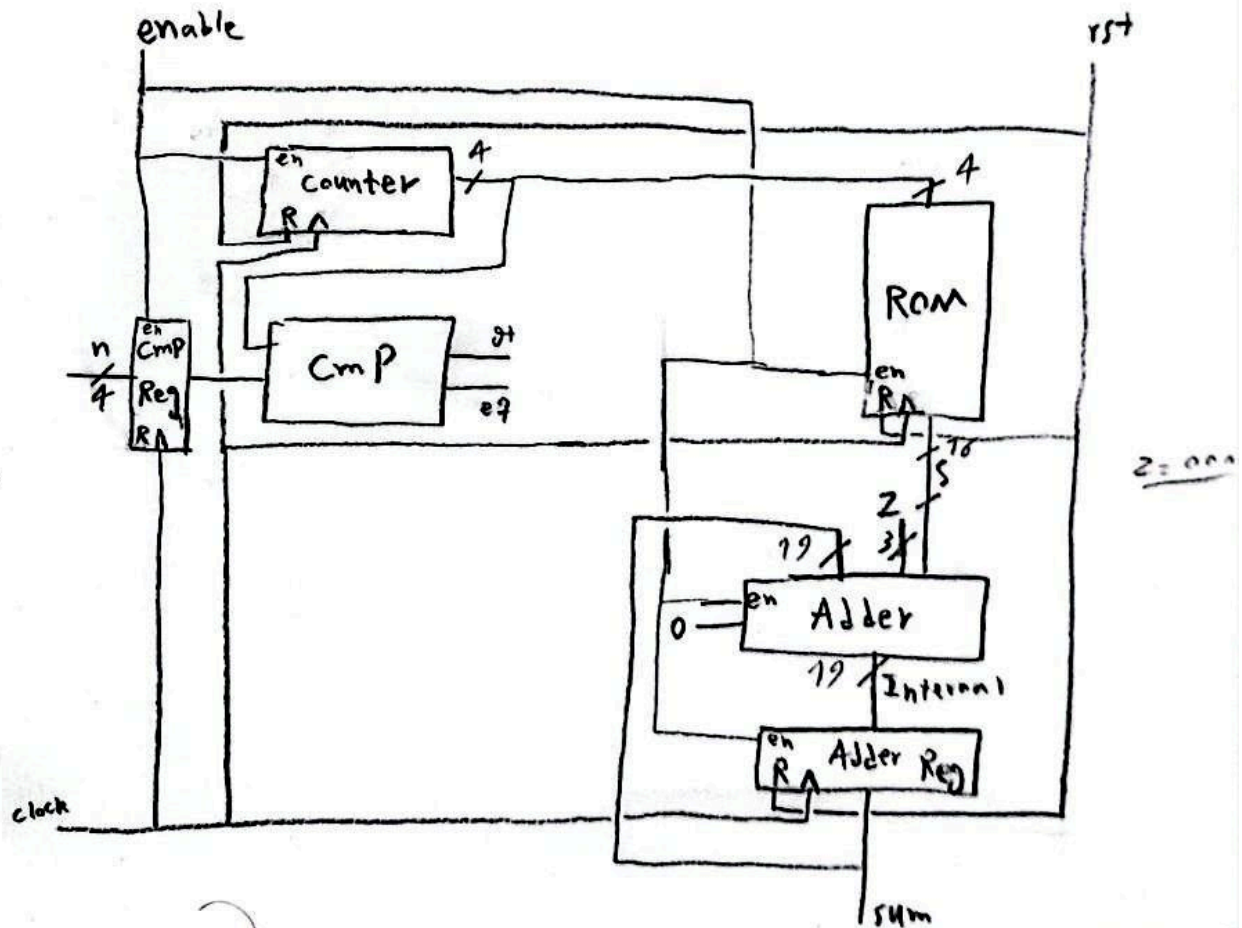 enable
rst
en
counter
R
4
4
ROM
en
R
n
4
en
Cmp
Reg
R
Cmp
gt
eq
16
S
Z
3
19
Z = 000
en
0
Adder
19
Internal
en
Adder Reg
R
clock
sum